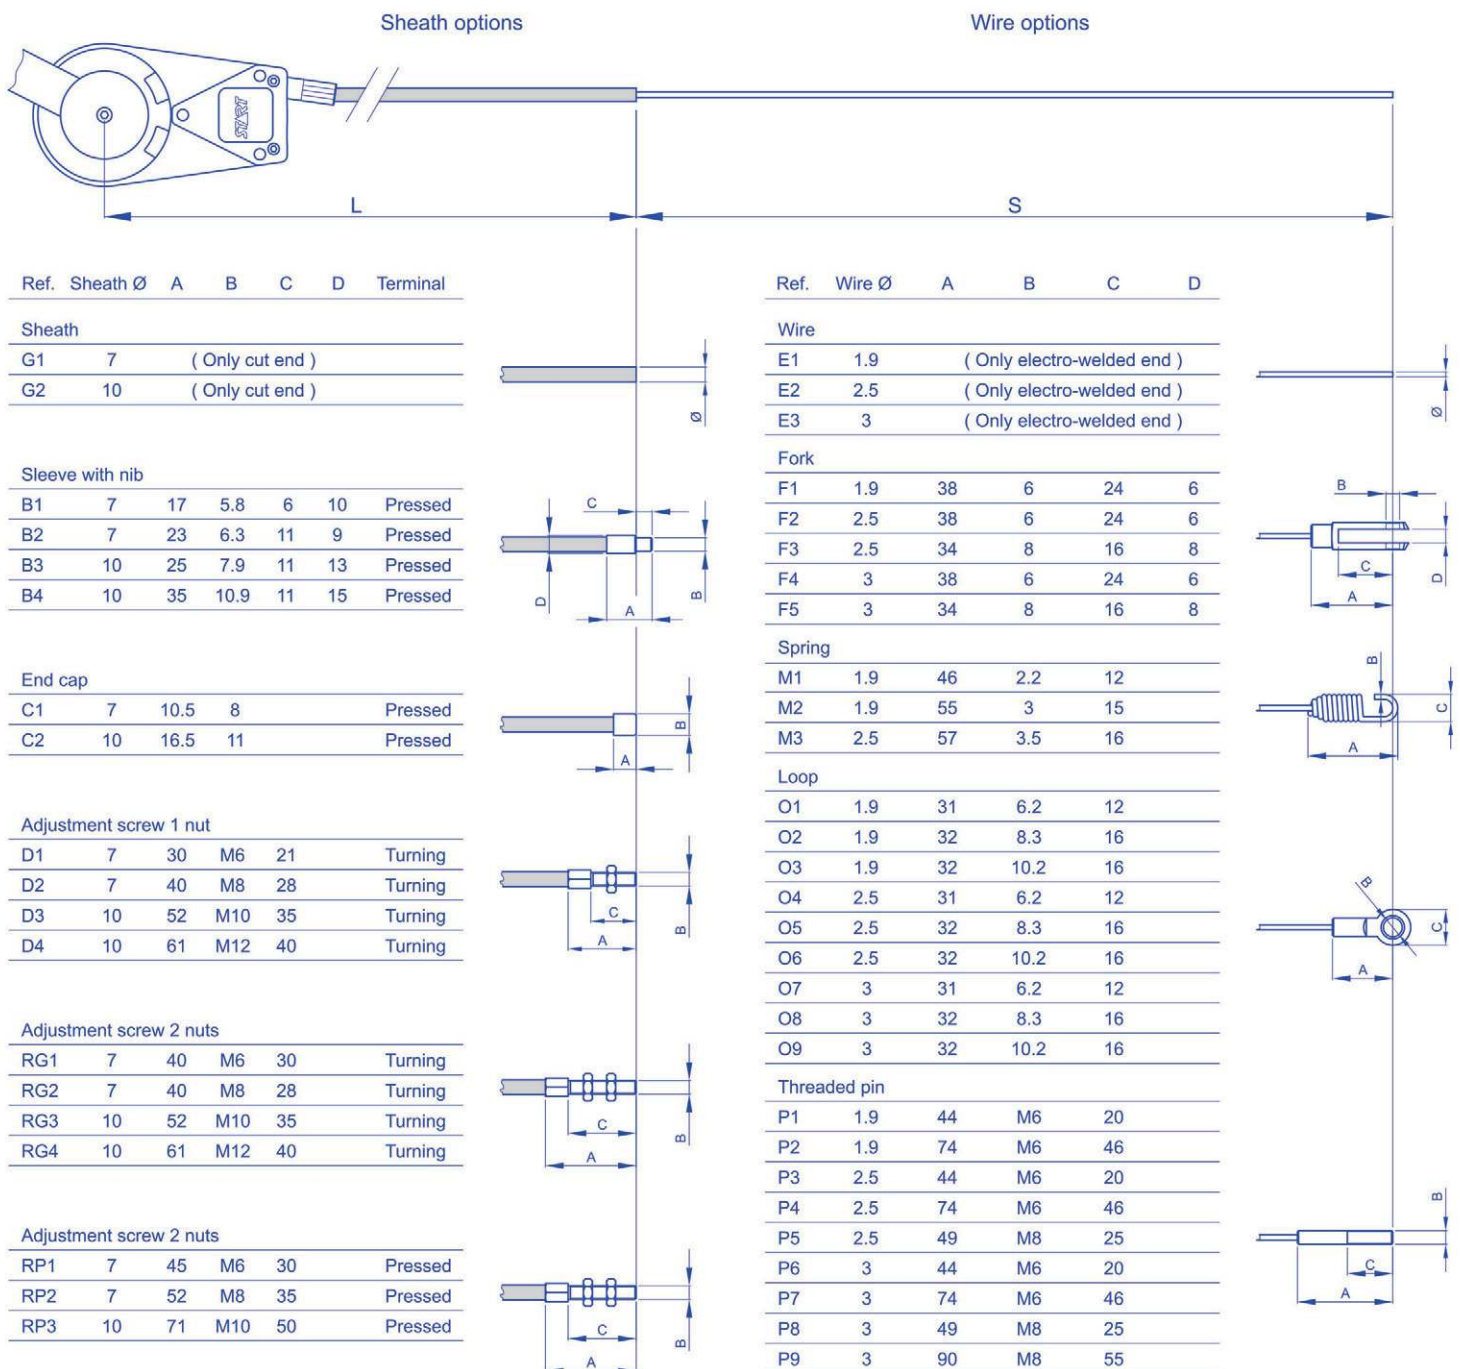 Sheath options
Wire options
START
L
S
Ref. Sheath Ø A B C D Terminal
Sheath
G1 7 ( Only cut end )
G2 10 ( Only cut end )
Ø
Sleeve with nib
B1 7 17 5.8 6 10 Pressed
B2 7 23 6.3 11 9 Pressed
B3 10 25 7.9 11 13 Pressed
B4 10 35 10.9 11 15 Pressed
C
D
A
B
End cap
C1 7 10.5 8 Pressed
C2 10 16.5 11 Pressed
B
A
Adjustment screw 1 nut
D1 7 30 M6 21 Turning
D2 7 40 M8 28 Turning
D3 10 52 M10 35 Turning
D4 10 61 M12 40 Turning
C
A
B
Adjustment screw 2 nuts
RG1 7 40 M6 30 Turning
RG2 7 40 M8 28 Turning
RG3 10 52 M10 35 Turning
RG4 10 61 M12 40 Turning
C
A
B
Adjustment screw 2 nuts
RP1 7 45 M6 30 Pressed
RP2 7 52 M8 35 Pressed
RP3 10 71 M10 50 Pressed
C
A
B
Ref. Wire Ø A B C D
Wire
E1 1.9 ( Only electro-welded end )
E2 2.5 ( Only electro-welded end )
E3 3 ( Only electro-welded end )
Ø
Fork
F1 1.9 38 6 24 6
F2 2.5 38 6 24 6
F3 2.5 34 8 16 8
F4 3 38 6 24 6
F5 3 34 8 16 8
B
C
A
D
Spring
M1 1.9 46 2.2 12
M2 1.9 55 3 15
M3 2.5 57 3.5 16
B
C
A
Loop
O1 1.9 31 6.2 12
O2 1.9 32 8.3 16
O3 1.9 32 10.2 16
O4 2.5 31 6.2 12
O5 2.5 32 8.3 16
O6 2.5 32 10.2 16
O7 3 31 6.2 12
O8 3 32 8.3 16
O9 3 32 10.2 16
B
C
A
Threaded pin
P1 1.9 44 M6 20
P2 1.9 74 M6 46
P3 2.5 44 M6 20
P4 2.5 74 M6 46
P5 2.5 49 M8 25
P6 3 44 M6 20
P7 3 74 M6 46
P8 3 49 M8 25
P9 3 90 M8 55
B
C
A